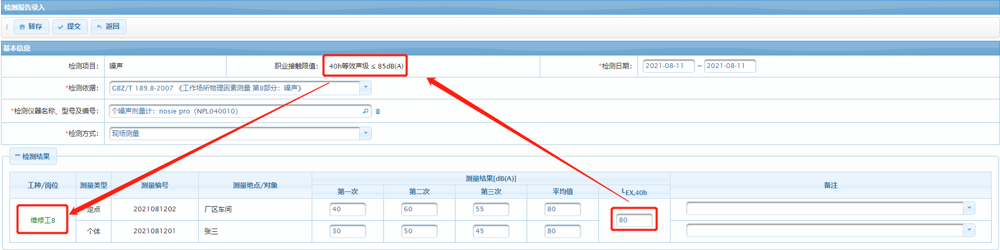 检测报告录入
暂存 提交 返回
基本信息
检测项目： 噪声 职业接触限值： 40h等效声级 ≤ 85dB(A) *检测日期： 2021-08-11 ~ 2021-08-11
*检测依据： GBZ/T 189.8-2007 《工作场所物理因素测量 第8部分：噪声》
*检测仪器名称、型号及编号： 个噪声剂量计：nosie pro（NPL040010）
*检测方式： 现场测量
检测结果
工种/岗位 测量类型 测量编号 测量地点/对象 测量结果[dB(A)] 备注
第一次 第二次 第三次 平均值 LEX,40h
维修工8 定点 2021081202 厂区车间 40 60 55 80 80
个体 2021081201 张三 30 50 45 80